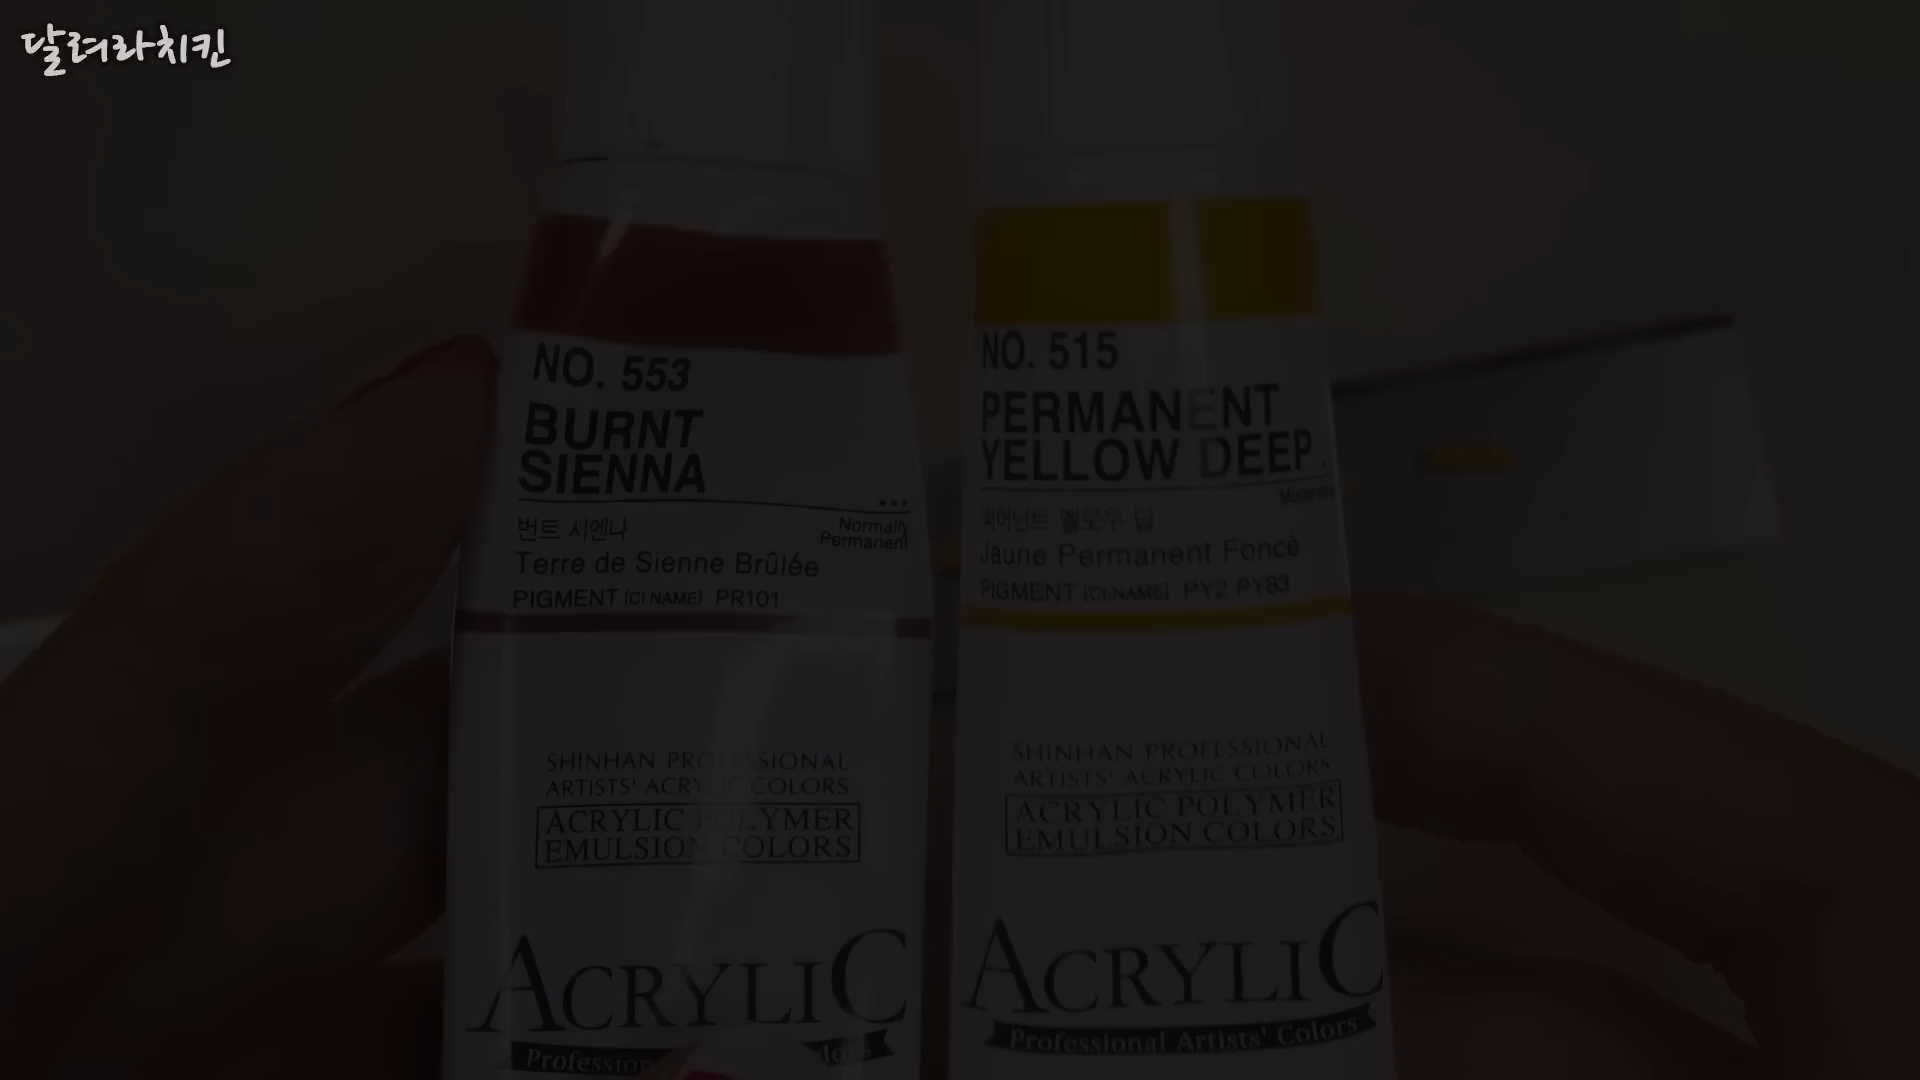 달려라치킨
NO. 553
BURNT
SIENNA
Normally
Permanent
번트 시엔나
Terre de Sienne Brûlée
PIGMENT [CI.NAME] PR101
SHINHAN PROFESSIONAL
ARTISTS' ACRYLIC COLORS
ACRYLIC POLYMER
EMULSION COLORS
ACRYLIC
NO. 515
PERMANENT
YELLOW DEEP
퍼머넌트 옐로우 딥
Jaune Permanent Foncé
PIGMENT [CI.NAME] PY2 PY83
SHINHAN PROFESSIONAL
ARTISTS' ACRYLIC COLORS
ACRYLIC POLYMER
EMULSION COLORS
ACRYLIC
Professional Artists' Colors